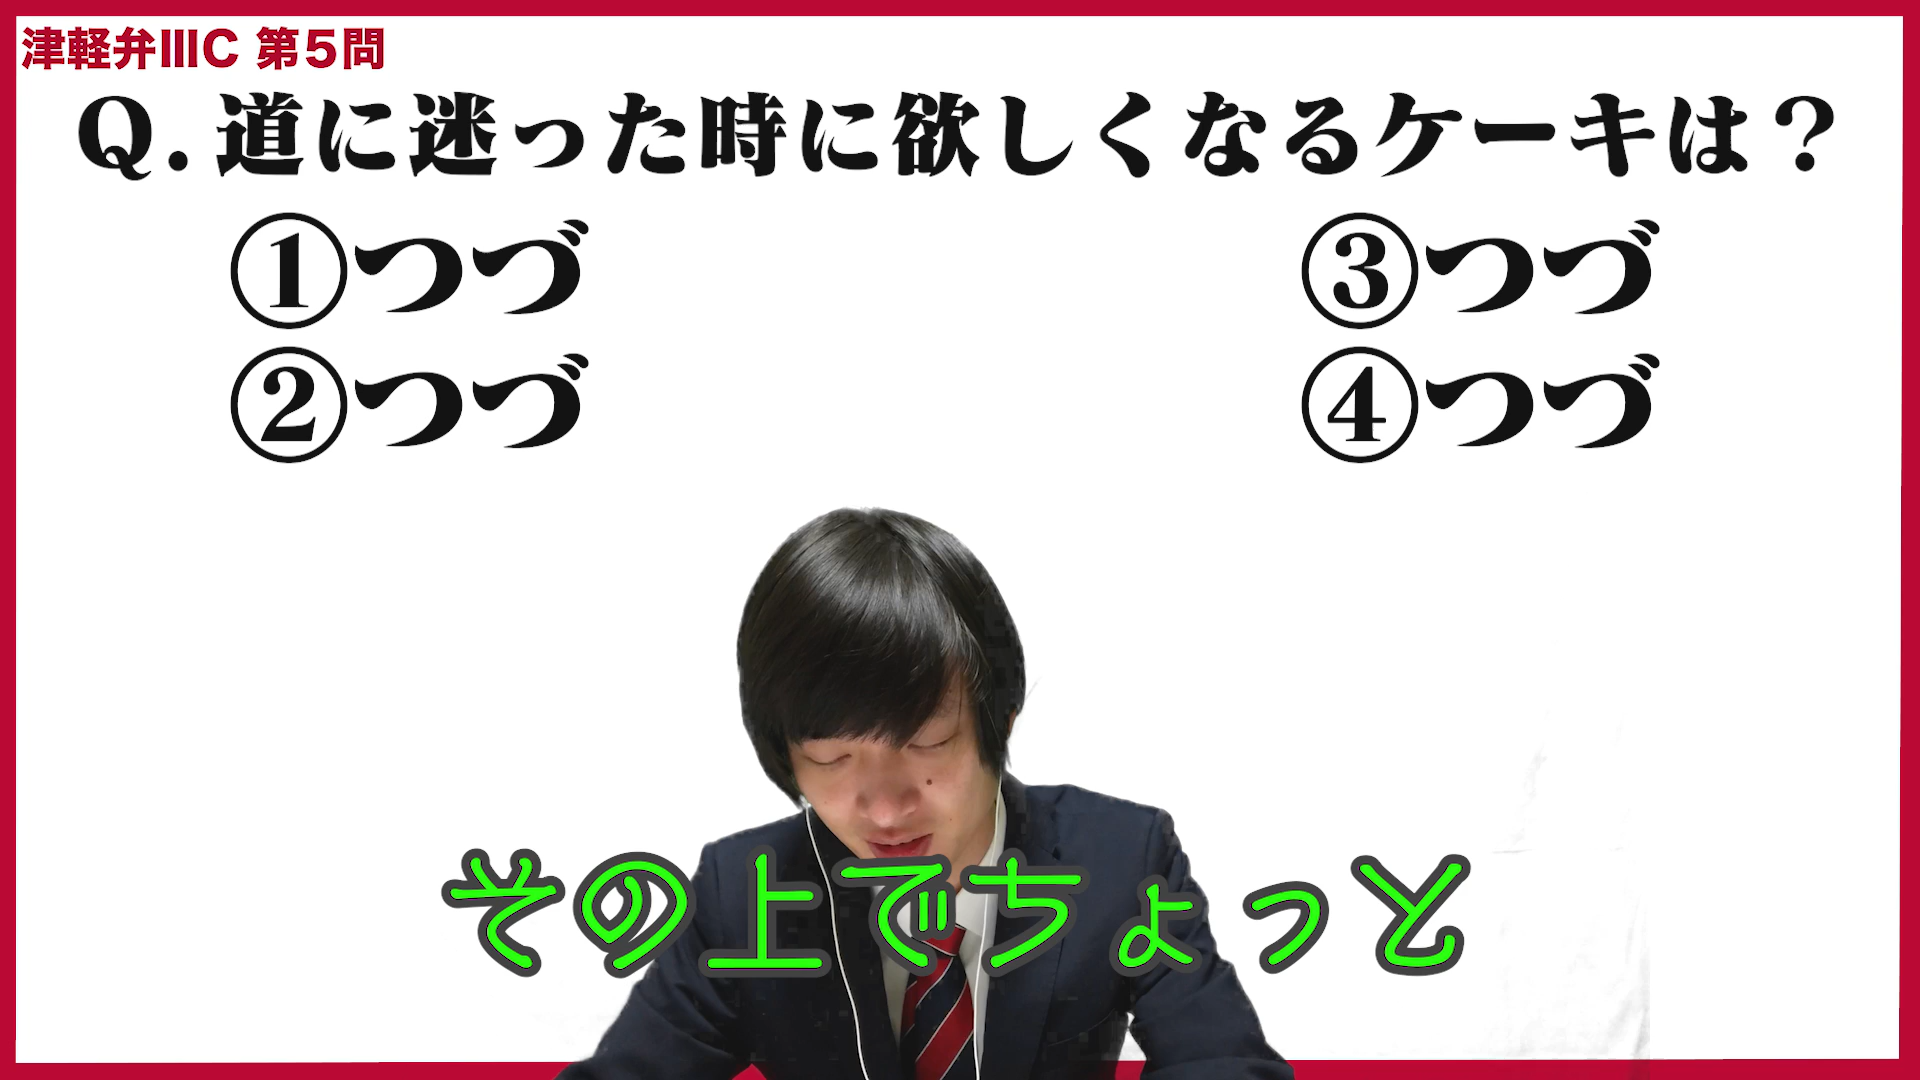 津軽弁ⅢC 第5問
Q.道に迷った時に欲しくなるケーキは？
①つづ
②つづ
③つづ
④つづ
その上でちょっと